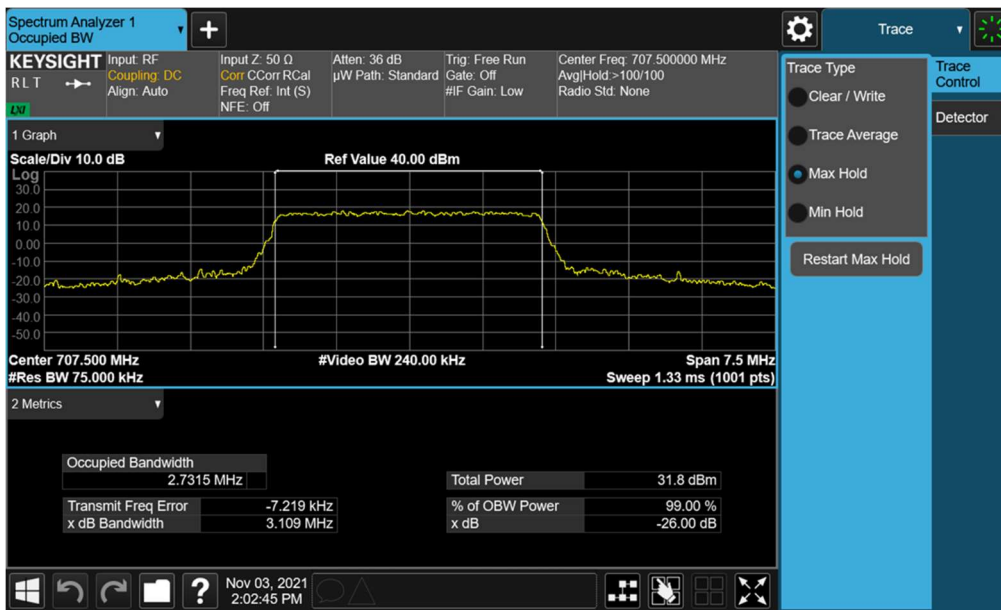 Spectrum Analyzer 1
Occupied BW
+
Trace
KEYSIGHT
R L T
LXI
Input: RF
Coupling: DC
Align: Auto
Input Z: 50 Ω
Corr CCorr RCal
Freq Ref: Int (S)
NFE: Off
Atten: 36 dB
µW Path: Standard
Trig: Free Run
Gate: Off
#IF Gain: Low
Center Freq: 707.500000 MHz
Avg|Hold:>100/100
Radio Std: None
Trace Type
Clear / Write
Trace Average
Max Hold
Min Hold
Restart Max Hold
Trace
Control
Detector
1 Graph
Scale/Div 10.0 dB
Ref Value 40.00 dBm
Log
30.0
20.0
10.0
0.00
-10.0
-20.0
-30.0
-40.0
-50.0
Center 707.500 MHz
#Video BW 240.00 kHz
Span 7.5 MHz
#Res BW 75.000 kHz
Sweep 1.33 ms (1001 pts)
2 Metrics
Occupied Bandwidth
2.7315 MHz
Total Power 31.8 dBm
Transmit Freq Error -7.219 kHz
% of OBW Power 99.00 %
x dB Bandwidth 3.109 MHz
x dB -26.00 dB
?
Nov 03, 2021
2:02:45 PM